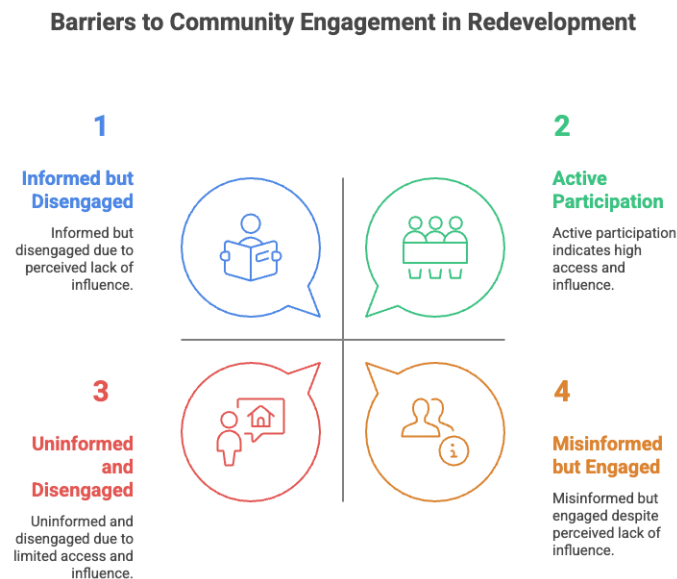 Barriers to Community Engagement in Redevelopment
1
Informed but
Disengaged
Informed but
disengaged due to
perceived lack of
influence.
2
Active
Participation
Active participation
indicates high
access and
influence.
3
Uninformed
and
Disengaged
Uninformed and
disengaged due to
limited access and
influence.
4
Misinformed
but Engaged
Misinformed but
engaged despite
perceived lack of
influence.
i